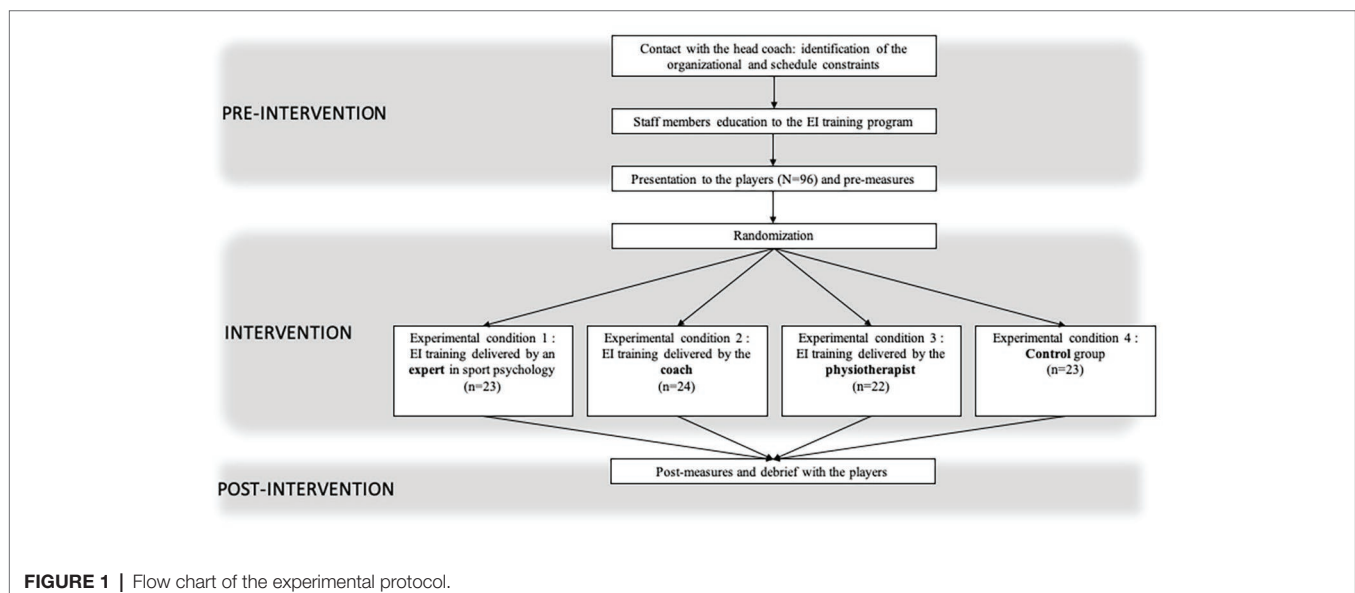 Contact with the head coach: identification of the
organizational and schedule constraints
PRE-INTERVENTION
Staff members education to the EI training program
Presentation to the players (N=96) and pre-measures
Randomization
INTERVENTION
Experimental condition 1 :
EI training delivered by an
expert in sport psychology
(n=23)
Experimental condition 2 :
EI training delivered by the
coach
(n=24)
Experimental condition 3 :
EI training delivered by the
physiotherapist
(n=22)
Experimental condition 4 :
Control group
(n=23)
Post-measures and debrief with the players
POST-INTERVENTION
FIGURE 1 | Flow chart of the experimental protocol.